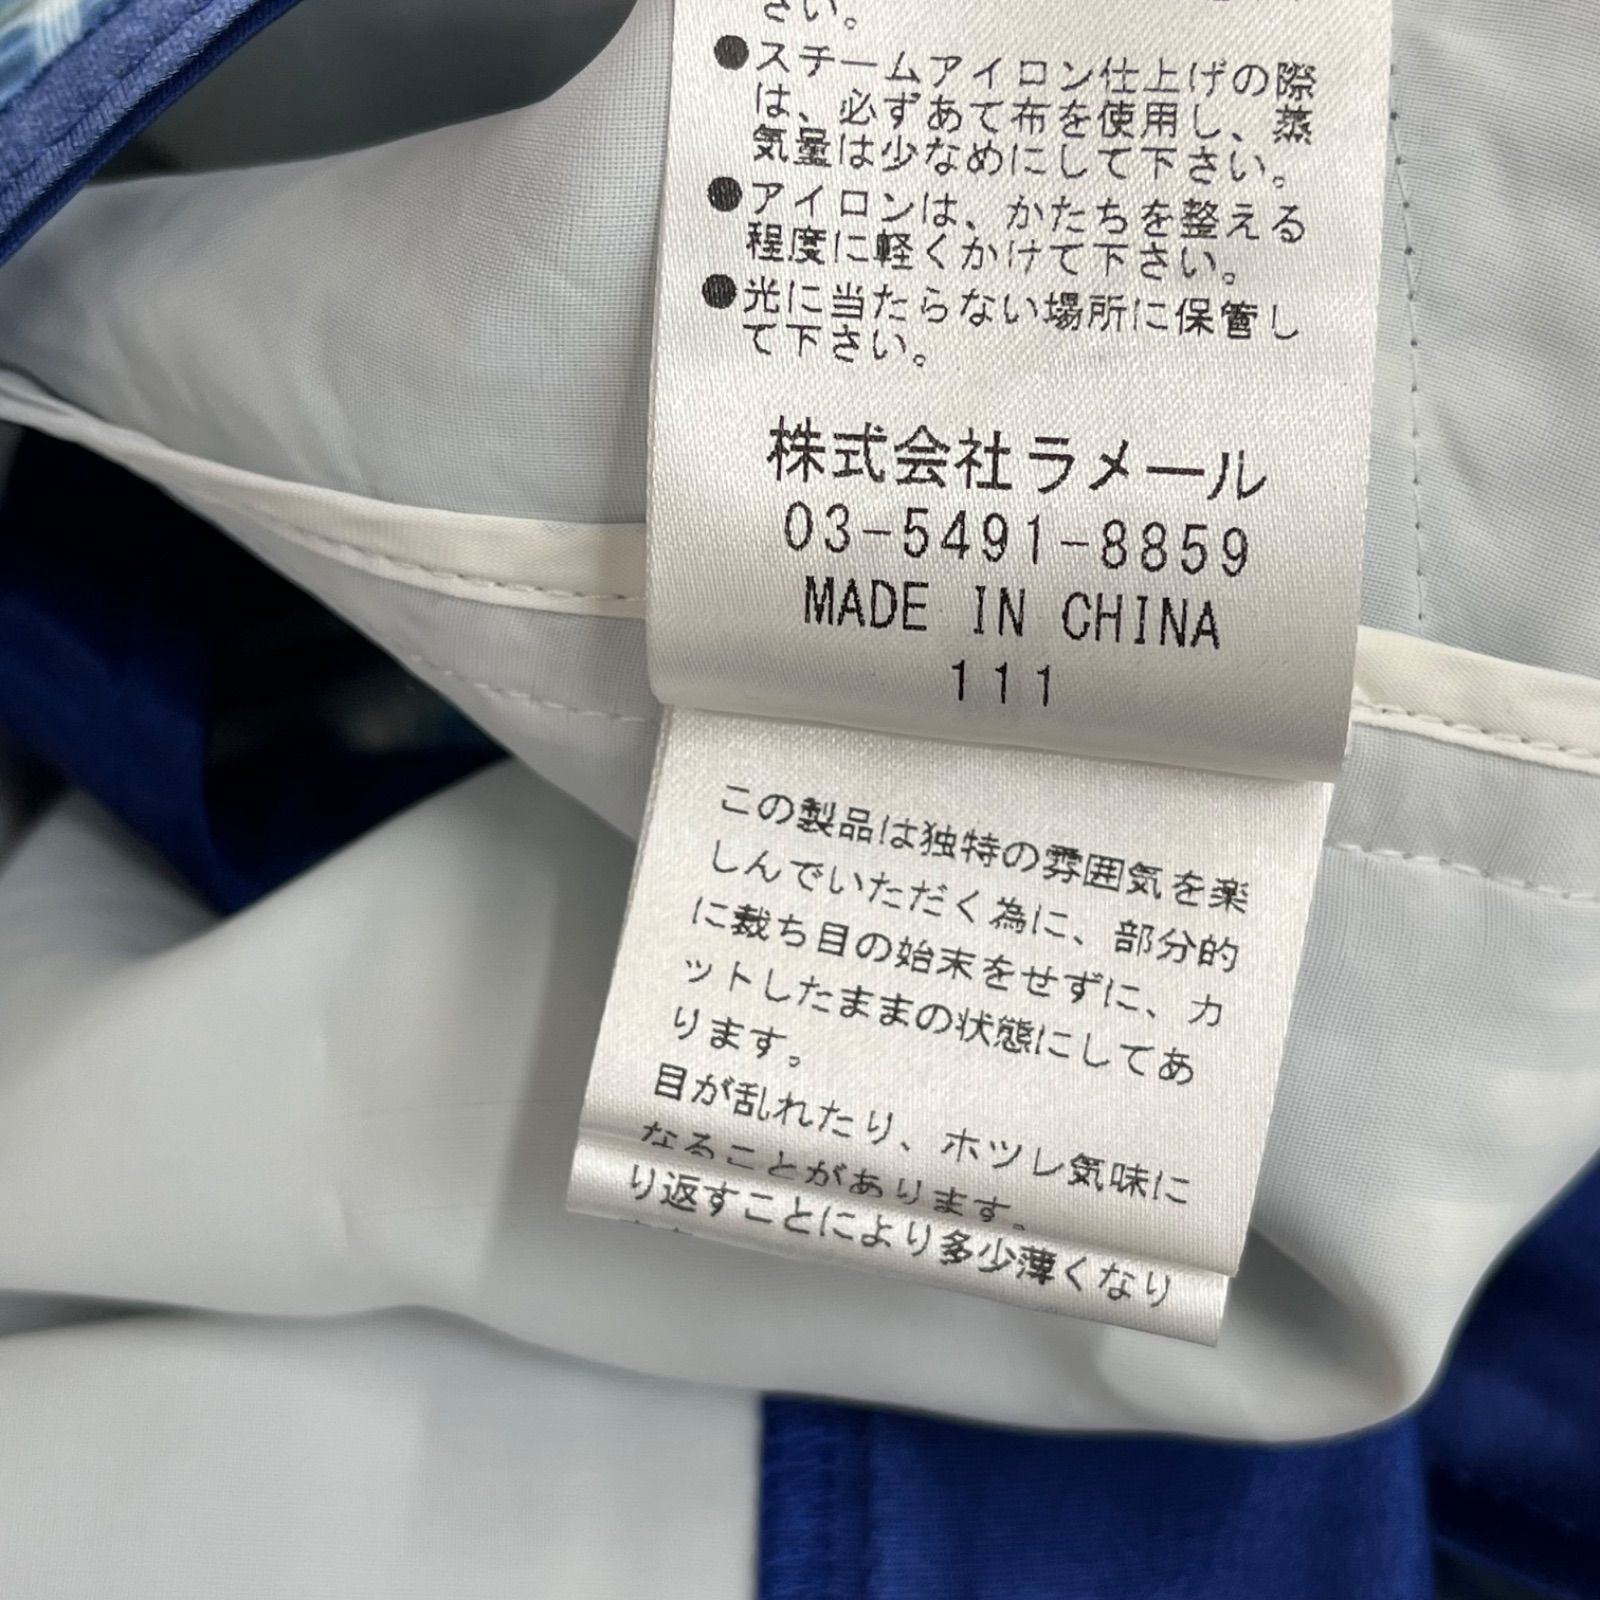 さい。
●スチームアイロン仕上げの際
は、必ずあて布を使用し、蒸
気量は少なめにして下さい。
●アイロンは、かたちを整える
程度に軽くかけて下さい。
●光に当たらない場所に保管し
て下さい。
株式会社ラメール
03-5491-8859
MADE IN CHINA
111
この製品は独特の雰囲気を楽
しんでいただく為に、部分的
に裁ち目の始末をせずに、カ
ットしたままの状態にしてあ
ります。
目が乱れたり、ホツレ気味に
なることがあります。
り返すことにより多少薄くなり